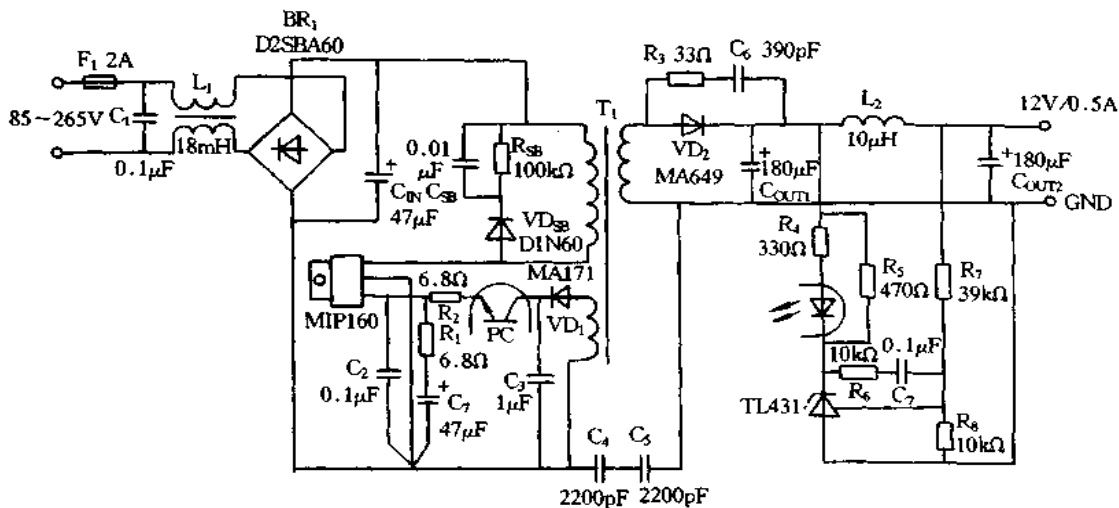 BR₁
D2SBA60
F₁ 2A
L₁
85～265V
C₁
0.1μF
18mH
0.01
μF
R_SB
100kΩ
C_IN C_SB
47μF
VD_SB
D1N60
T₁
R₃ 33Ω
C₆ 390pF
VD₂
MA649
180μF
C_OUT1
L₂
10μH
12V/0.5A
180μF
C_OUT2
GND
MIP160
6.8Ω
R₂
R₁
6.8Ω
PC
MA171
VD₁
C₂
0.1μF
C₇
47μF
C₃
1μF
C₄
C₅
2200pF
2200pF
R₄
330Ω
R₅
470Ω
R₇
39kΩ
10kΩ
0.1μF
R₆
C₇
TL431
R₈
10kΩ